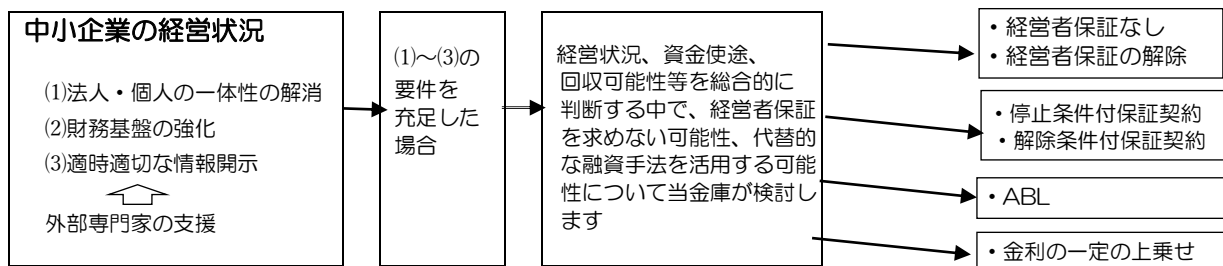 中小企業の経営状況
⑴法人・個人の一体性の解消
⑵財務基盤の強化
⑶適時適切な情報開示
外部専門家の支援
⑴～⑶の
要件を
充足した
場合
経営状況、資金使途、
回収可能性等を総合的に
判断する中で、経営者保証
を求めない可能性、代替的
な融資手法を活用する可能
性について当金庫が検討し
ます
・経営者保証なし
・経営者保証の解除
・停止条件付保証契約
・解除条件付保証契約
・ABL
・金利の一定の上乗せ